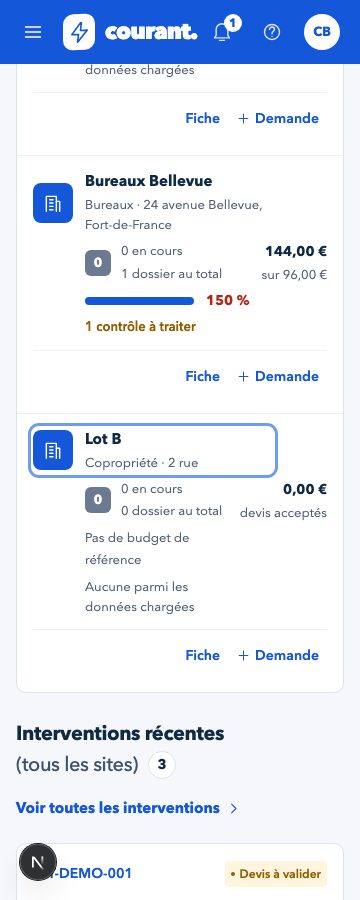 courant.
1
CB
données chargées
Fiche
+ Demande
Bureaux Bellevue
Bureaux · 24 avenue Bellevue,
Fort-de-France
0
0 en cours
144,00 €
1 dossier au total
sur 96,00 €
150 %
1 contrôle à traiter
Fiche
+ Demande
Lot B
Copropriété · 2 rue
0
0 en cours
0,00 €
0 dossier au total
devis acceptés
Pas de budget de
référence
Aucune parmi les
données chargées
Fiche
+ Demande
Interventions récentes
(tous les sites)
3
Voir toutes les interventions
N
-DEMO-001
• Devis à valider